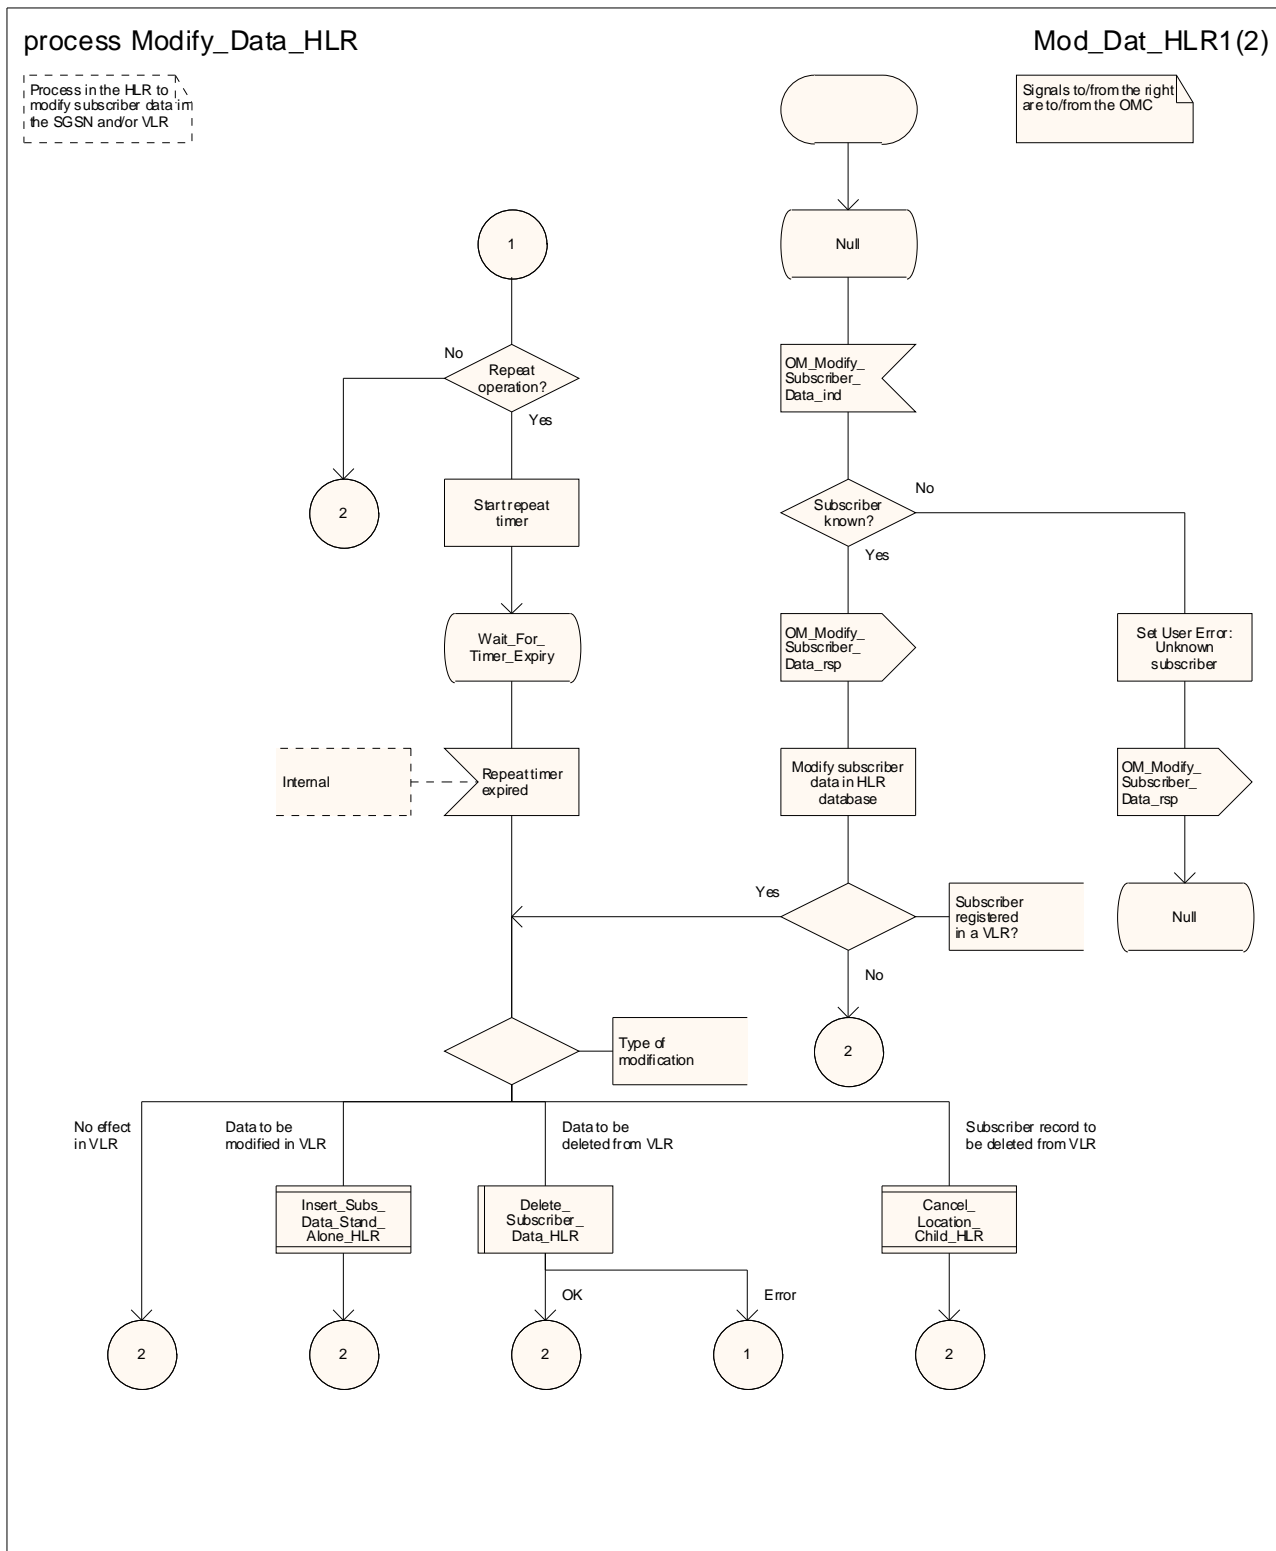 process Modify_Data_HLR
Mod_Dat_HLR1(2)
Process in the HLR to
modify subscriber data in
the SGSN and/or VLR
Signals to/from the right
are to/from the OMC
Null
1
OM_Modify_
Subscriber_
Data_ind
No
Repeat
operation?
Yes
2
Start repeat
timer
Subscriber
known?
No
Yes
Wait_For_
Timer_Expiry
OM_Modify_
Subscriber_
Data_rsp
Set User Error:
Unknown
subscriber
Internal
Repeat timer
expired
Modify subscriber
data in HLR
database
OM_Modify_
Subscriber_
Data_rsp
Yes
Subscriber
registered
in a VLR?
Null
No
2
Type of
modification
No effect
in VLR
Data to be
modified in VLR
Data to be
deleted from VLR
Subscriber record to
be deleted from VLR
Insert_Subs_
Data_Stand_
Alone_HLR
Delete_
Subscriber_
Data_HLR
Cancel_
Location_
Child_HLR
OK
Error
2
2
2
1
2